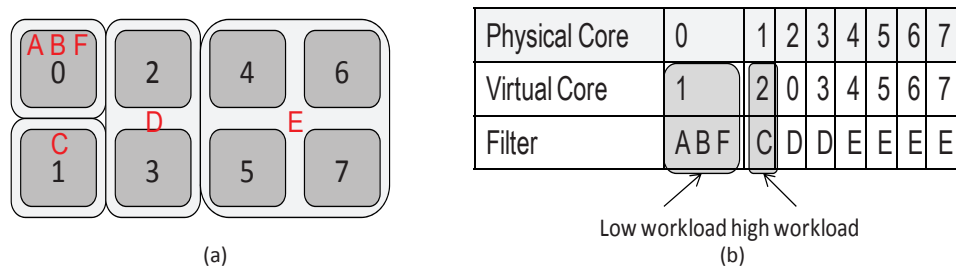 A B F
0 2 4 6
D E
C
1 3 5 7
(a)
Physical Core 0 1 2 3 4 5 6 7
Virtual Core 1 2 0 3 4 5 6 7
Filter A B F C D D E E E E
Low workload high workload
(b)